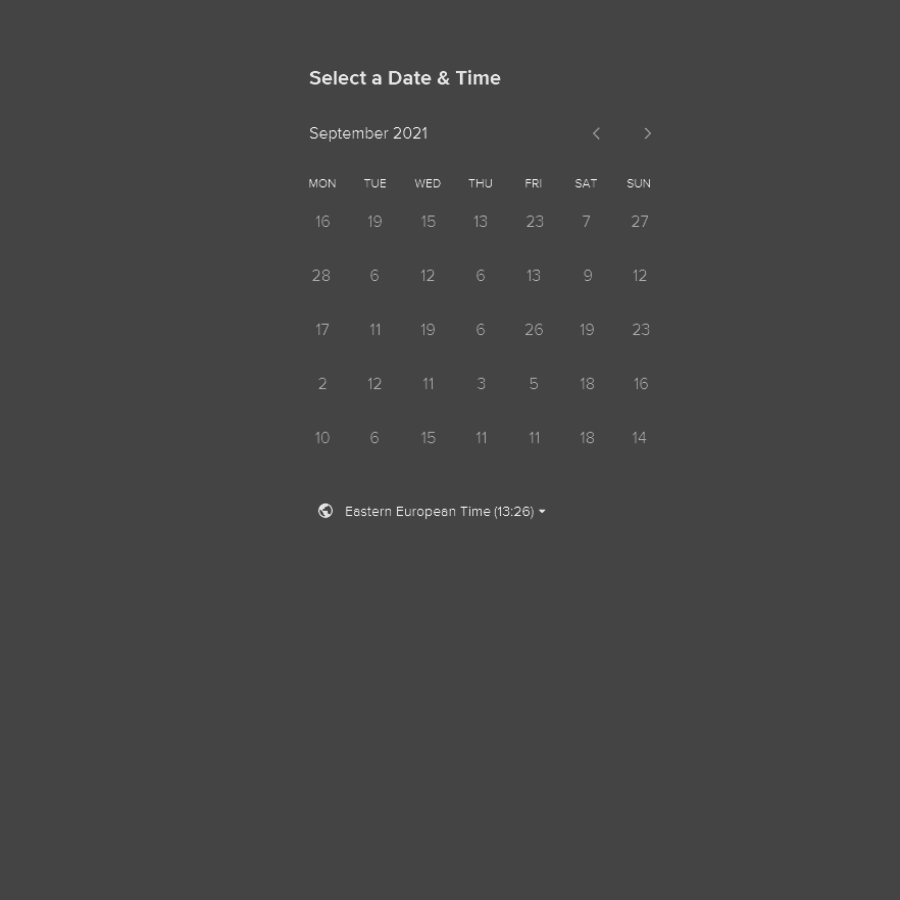 Select a Date & Time
September 2021
MON TUE WED THU FRI SAT SUN
16 19 15 13 23 7 27
28 6 12 6 13 9 12
17 11 19 6 26 19 23
2 12 11 3 5 18 16
10 6 15 11 11 18 14
Eastern European Time (13:26)